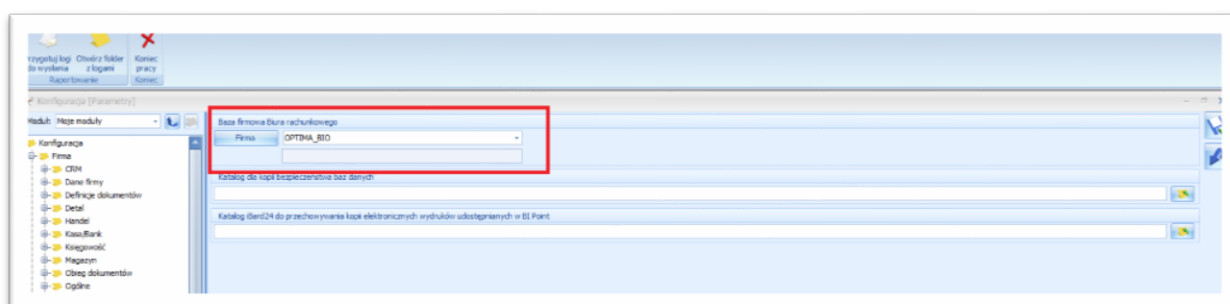 rzygotuj logi Otwórz folder Koniec
do wysłania z logami pracy
Raportowanie Koniec
Konfiguracja [Parametry]
Moduł: Moje moduły
Baza firmowa Biura rachunkowego
Firma OPTIMA_BIO
Konfiguracja
Firma
CRM
Dane firmy
Definicje dokumentów
Detal
Handel
Kasa/Bank
Księgowość
Magazyn
Obieg dokumentów
Ogólne
Katalog dla kopii bezpieczeństwa baz danych
Katalog iBard24 do przechowywania kopii elektronicznych wydruków udostępnianych w BI Point